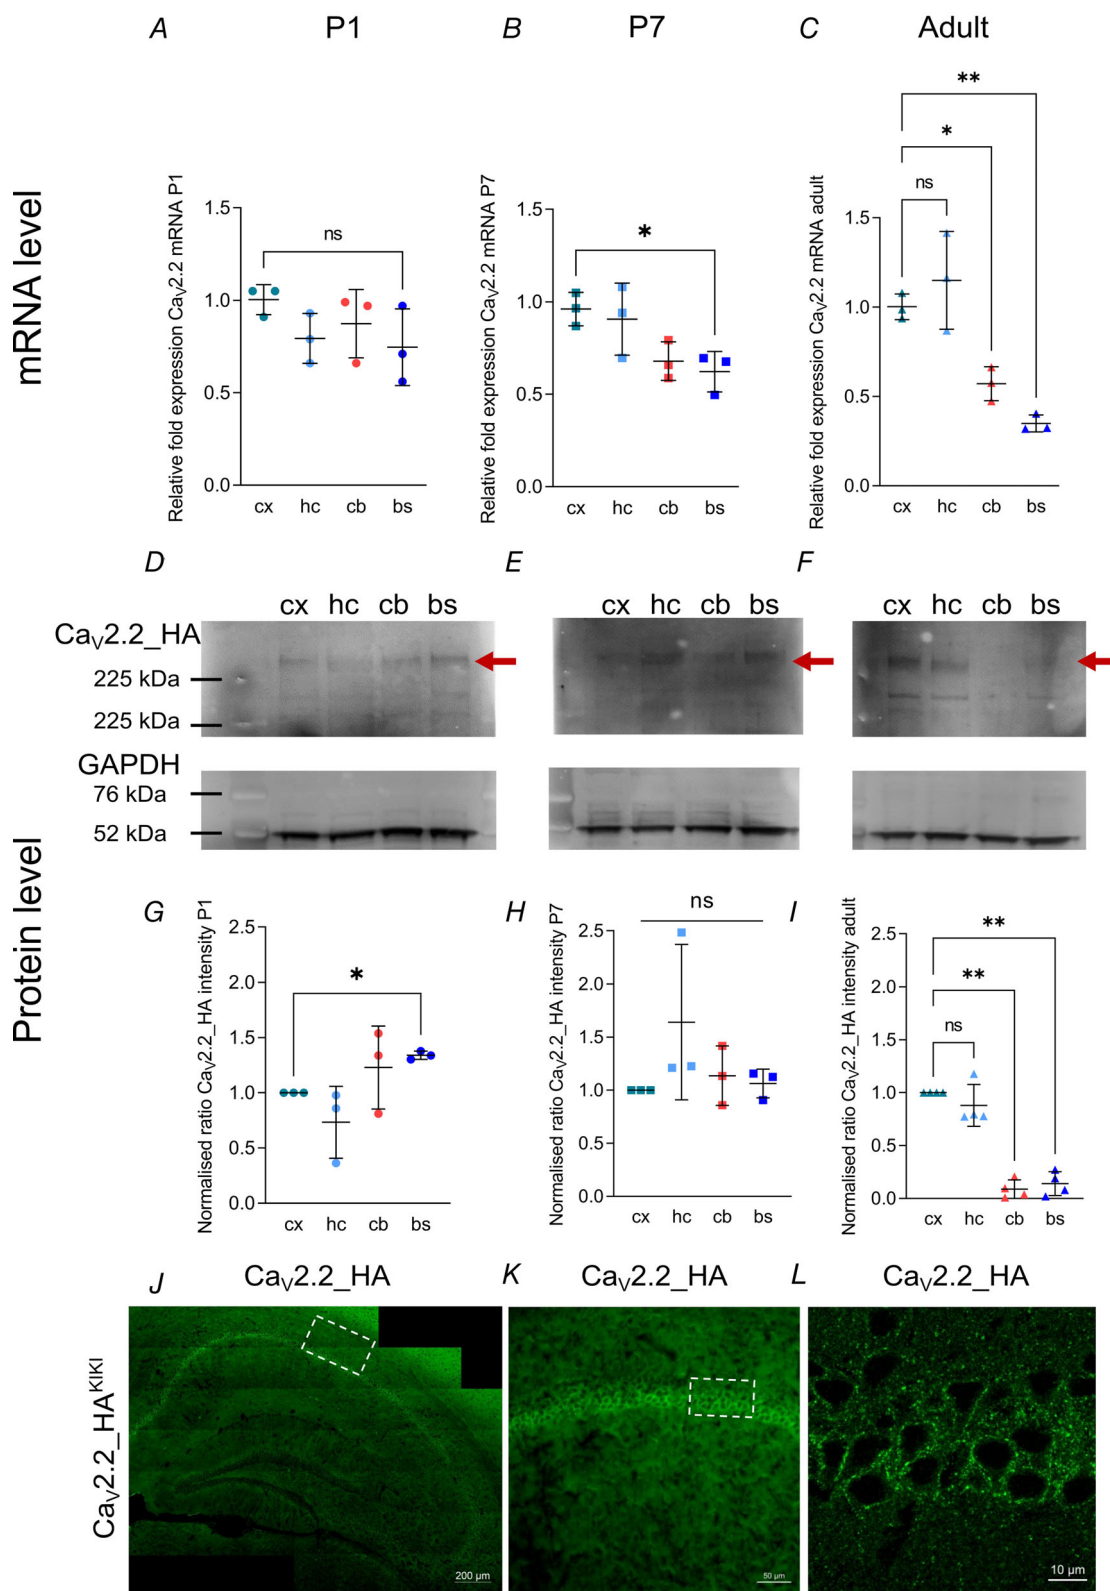 A P1 B P7 C Adult
mRNA level
Relative fold expression CaV2.2 mRNA P1
1.5
1.0
0.5
0.0
ns
cx hc cb bs
Relative fold expression CaV2.2 mRNA P7
1.5
1.0
0.5
0.0
*
cx hc cb bs
Relative fold expression CaV2.2 mRNA adult
1.5
1.0
0.5
0.0
**
*
ns
cx hc cb bs
Protein level
D E F
cx hc cb bs
cx hc cb bs
cx hc cb bs
CaV2.2_HA
225 kDa
225 kDa
GAPDH
76 kDa
52 kDa
G
Normalised ratio CaV2.2_HA intensity P1
2.5
2.0
1.5
1.0
0.5
0.0
*
cx hc cb bs
H
Normalised ratio CaV2.2_HA intensity P7
2.5
2.0
1.5
1.0
0.5
0.0
ns
cx hc cb bs
I
Normalised ratio CaV2.2_HA intensity adult
2.5
2.0
1.5
1.0
0.5
0.0
**
**
ns
cx hc cb bs
J CaV2.2_HA K CaV2.2_HA L CaV2.2_HA
CaV2.2_HAKIKI
200 µm
50 µm
10 µm